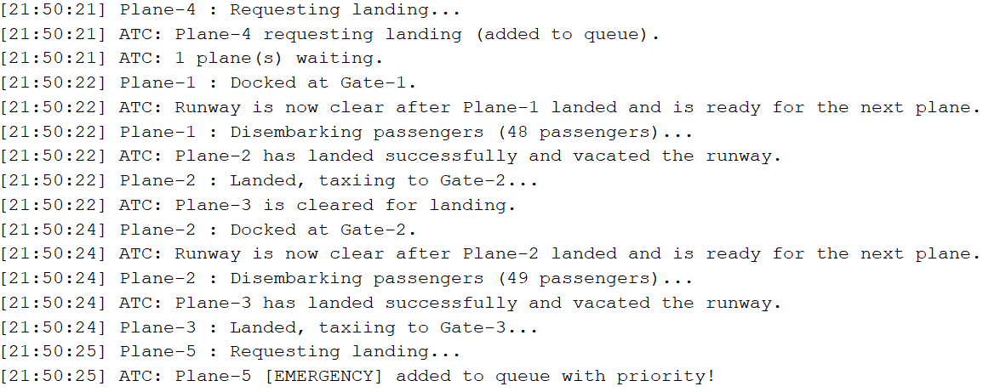 [21:50:21] Plane-4 : Requesting landing...
[21:50:21] ATC: Plane-4 requesting landing (added to queue).
[21:50:21] ATC: 1 plane(s) waiting.
[21:50:22] Plane-1 : Docked at Gate-1.
[21:50:22] ATC: Runway is now clear after Plane-1 landed and is ready for the next plane.
[21:50:22] Plane-1 : Disembarking passengers (48 passengers)...
[21:50:22] ATC: Plane-2 has landed successfully and vacated the runway.
[21:50:22] Plane-2 : Landed, taxiing to Gate-2...
[21:50:22] ATC: Plane-3 is cleared for landing.
[21:50:24] Plane-2 : Docked at Gate-2.
[21:50:24] ATC: Runway is now clear after Plane-2 landed and is ready for the next plane.
[21:50:24] Plane-2 : Disembarking passengers (49 passengers)...
[21:50:24] ATC: Plane-3 has landed successfully and vacated the runway.
[21:50:24] Plane-3 : Landed, taxiing to Gate-3...
[21:50:25] Plane-5 : Requesting landing...
[21:50:25] ATC: Plane-5 [EMERGENCY] added to queue with priority!